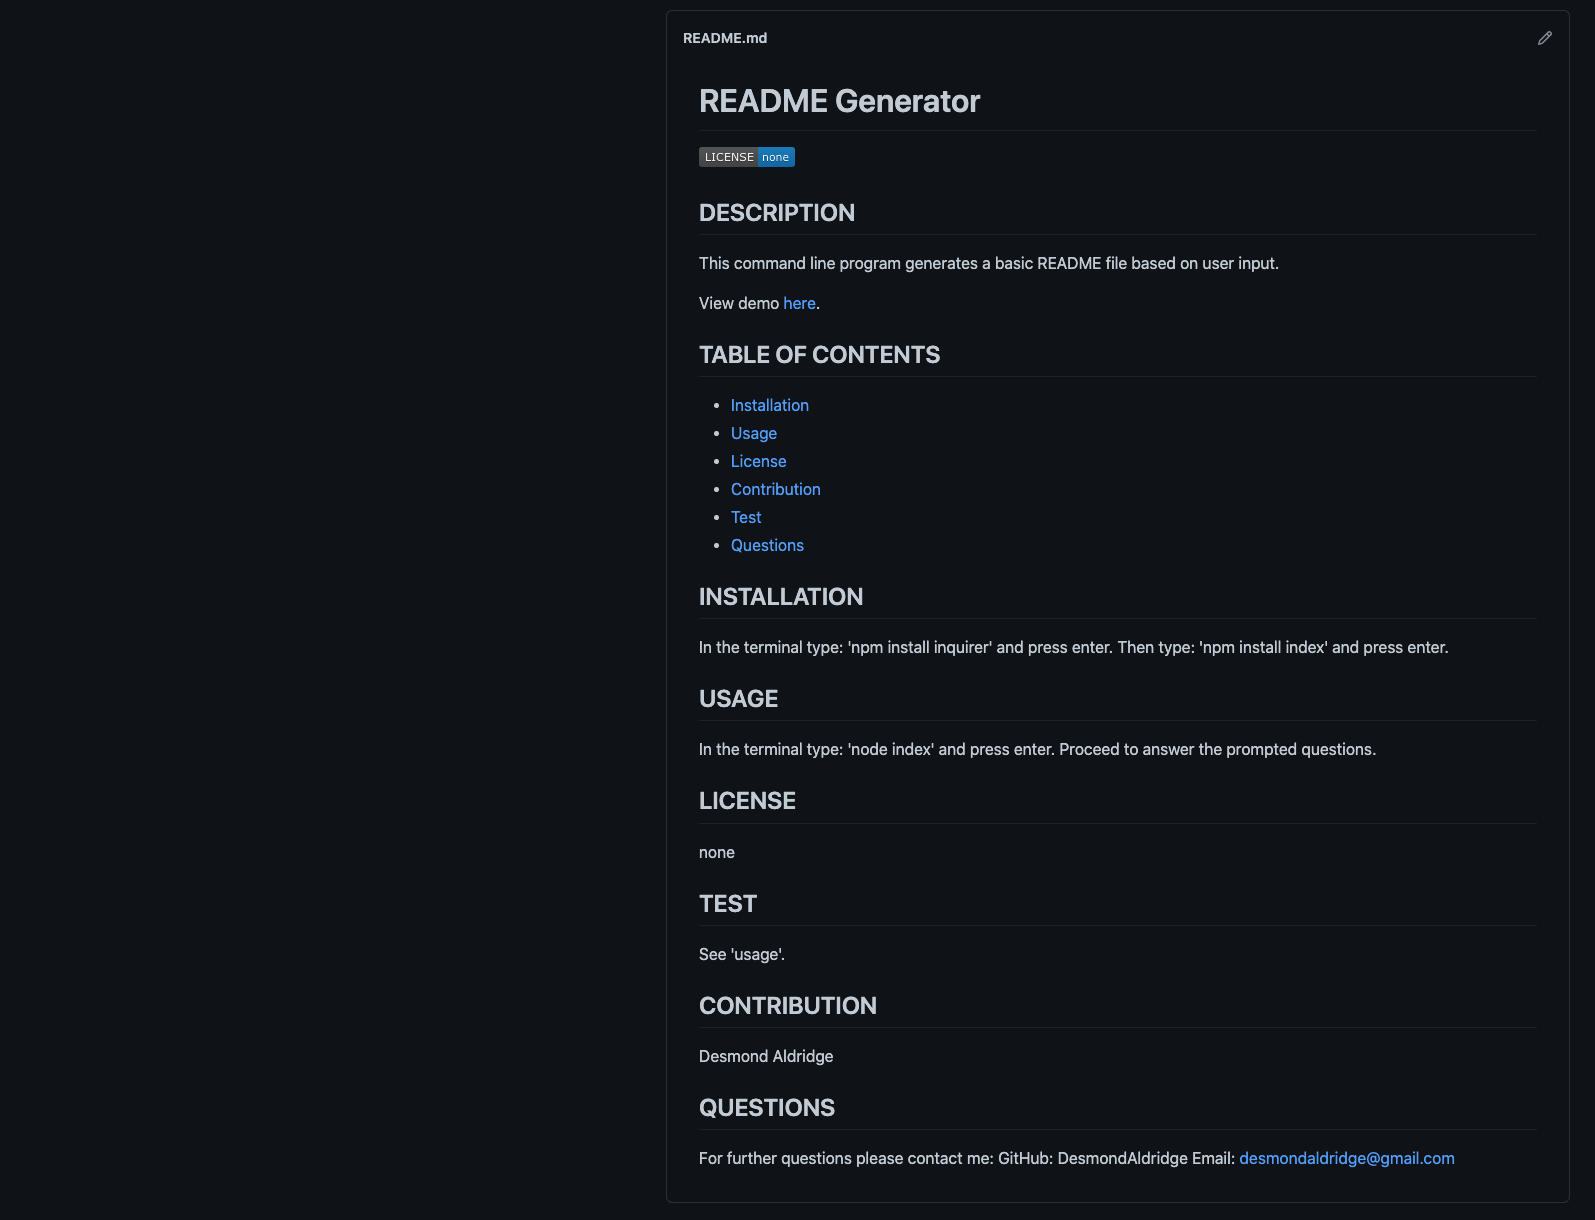 README.md
README Generator
LICENSE none
DESCRIPTION
This command line program generates a basic README file based on user input.
View demo here.
TABLE OF CONTENTS
• Installation
• Usage
• License
• Contribution
• Test
• Questions
INSTALLATION
In the terminal type: 'npm install inquirer' and press enter. Then type: 'npm install index' and press enter.
USAGE
In the terminal type: 'node index' and press enter. Proceed to answer the prompted questions.
LICENSE
none
TEST
See 'usage'.
CONTRIBUTION
Desmond Aldridge
QUESTIONS
For further questions please contact me: GitHub: DesmondAldridge Email: desmondaldridge@gmail.com